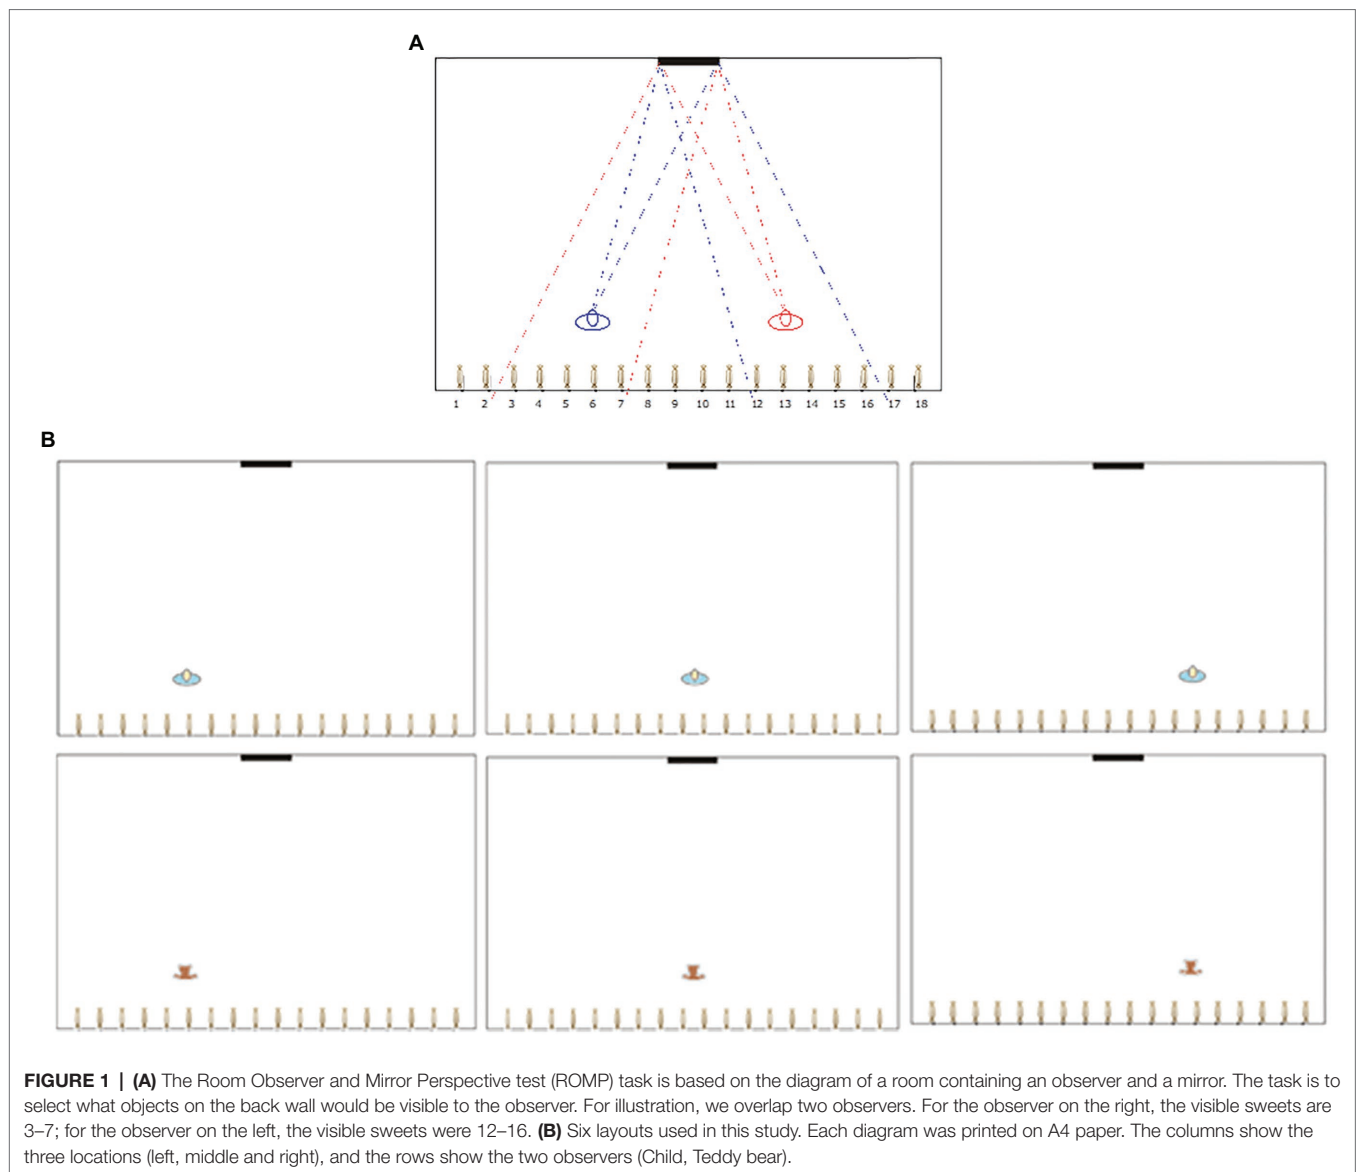 A
1 2 3 4 5 6 7 8 9 10 11 12 13 14 15 16 17 18
B
FIGURE 1 | (A) The Room Observer and Mirror Perspective test (ROMP) task is based on the diagram of a room containing an observer and a mirror. The task is to
select what objects on the back wall would be visible to the observer. For illustration, we overlap two observers. For the observer on the right, the visible sweets are
3–7; for the observer on the left, the visible sweets were 12–16. (B) Six layouts used in this study. Each diagram was printed on A4 paper. The columns show the
three locations (left, middle and right), and the rows show the two observers (Child, Teddy bear).